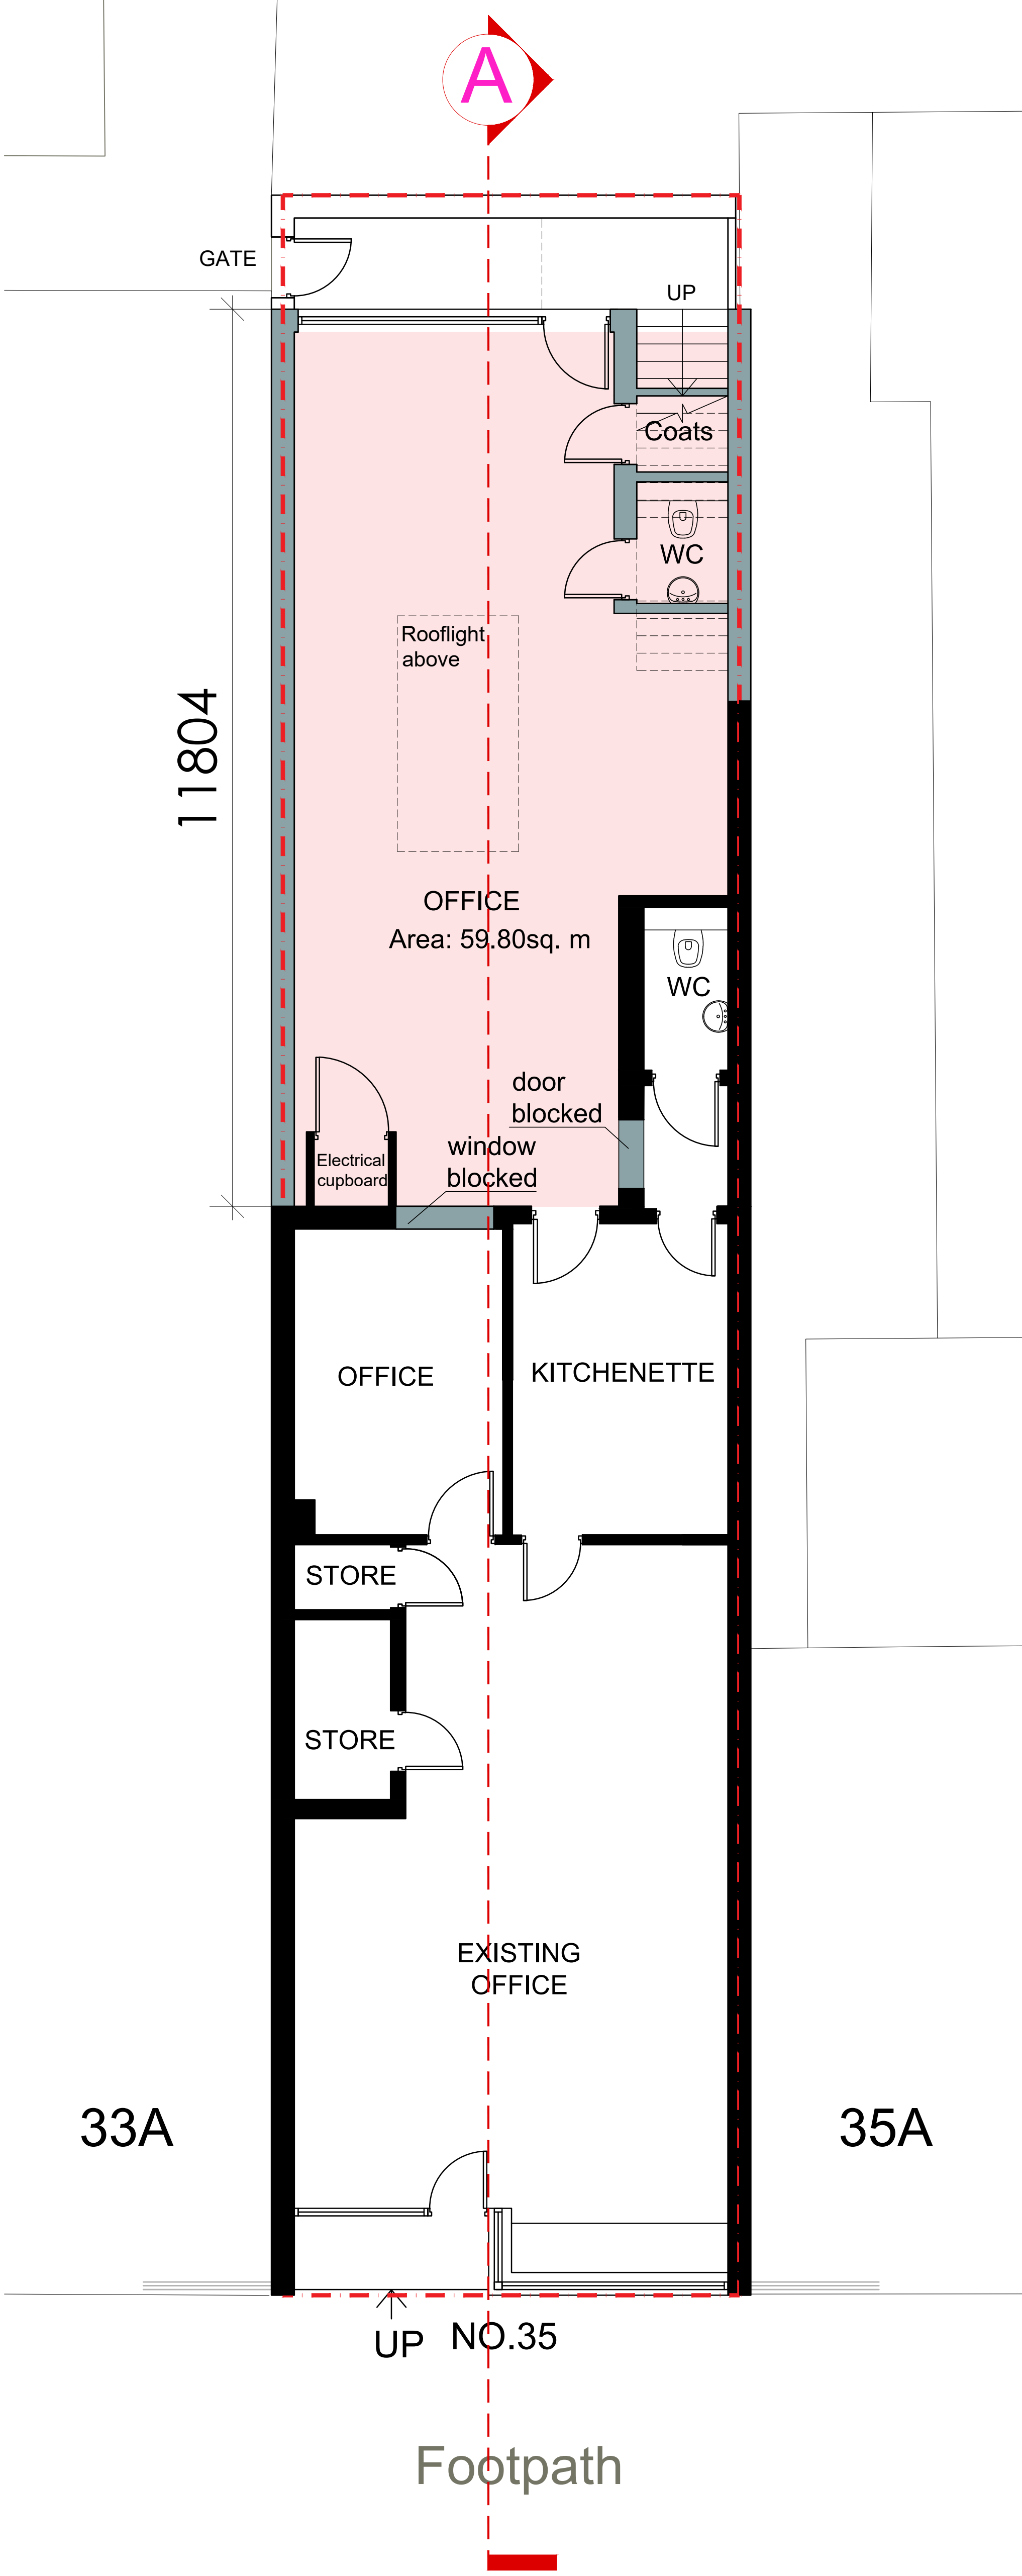 A
GATE
UP
Coats
WC
Rooflight
above
11804
OFFICE
Area: 59.80sq. m
WC
door
blocked
window
blocked
Electrical
cupboard
OFFICE
KITCHENETTE
STORE
STORE
EXISTING
OFFICE
33A
35A
UP
NO.35
Footpath